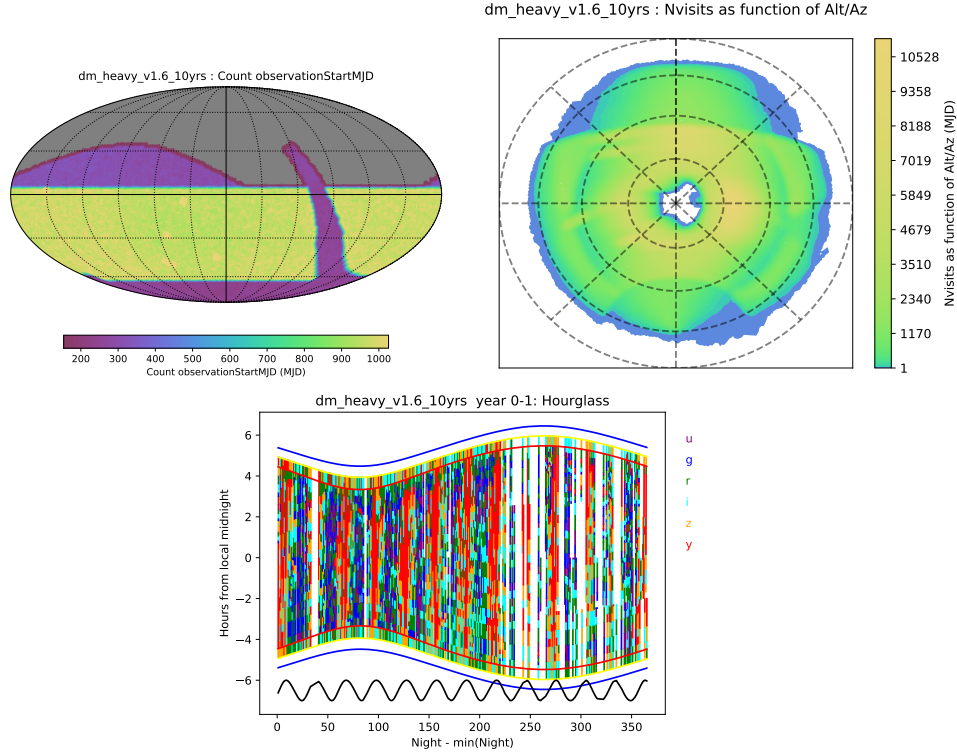 dm_heavy_v1.6_10yrs : Nvisits as function of Alt/Az
dm_heavy_v1.6_10yrs : Count observationStartMJD
200 300 400 500 600 700 800 900 1000
Count observationStartMJD (MJD)
10528
9358
8188
7019
5849
4679
3510
2340
1170
1
Nvisits as function of Alt/Az (MJD)
dm_heavy_v1.6_10yrs year 0-1: Hourglass
Hours from local midnight
6
4
2
0
−2
−4
−6
0 50 100 150 200 250 300 350
Night - min(Night)
u
g
r
i
z
y